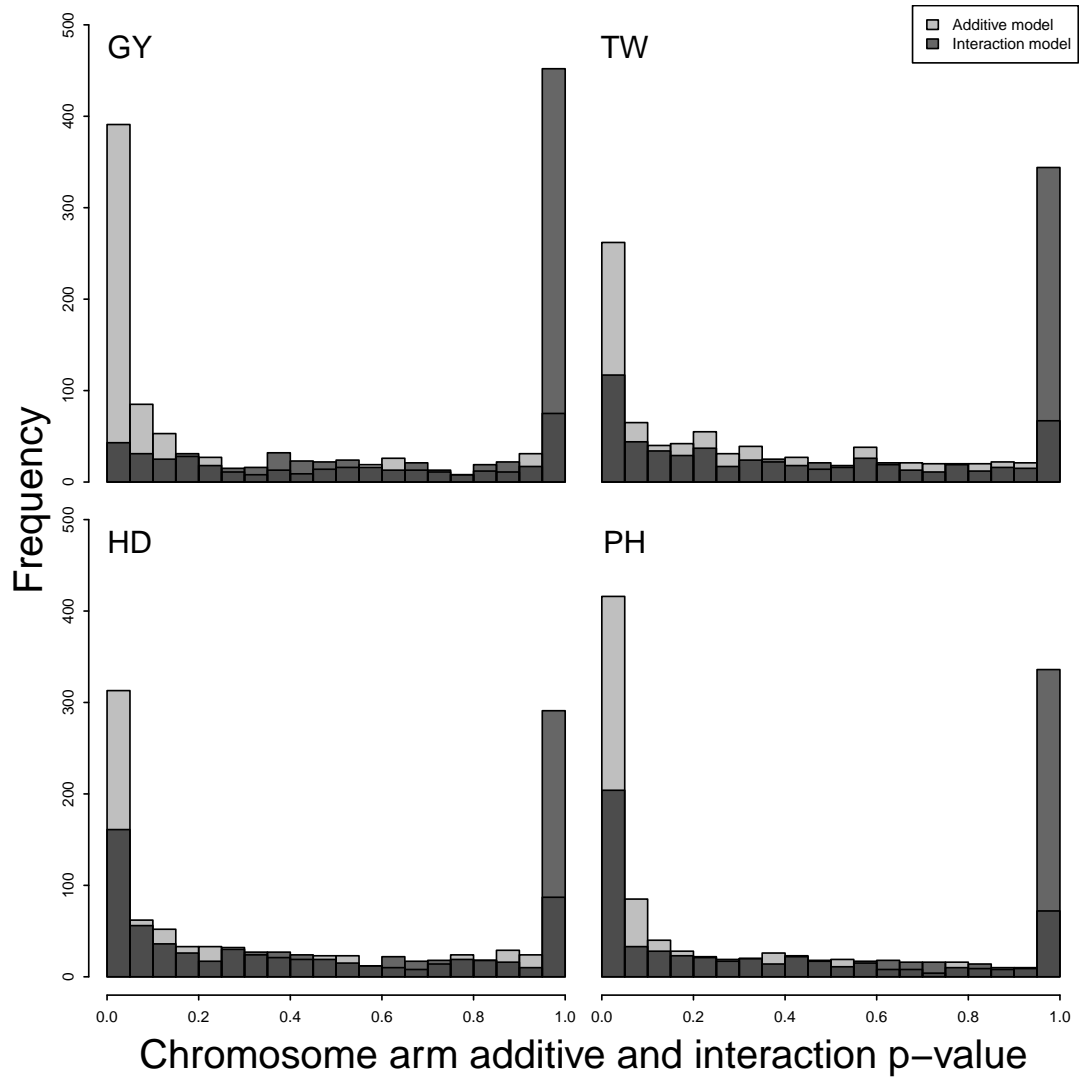 GY
TW
Additive model
Interaction model
500
400
300
200
100
0
HD
PH
500
400
300
200
100
0
Frequency
0.0 0.2 0.4 0.6 0.8 1.0
0.0 0.2 0.4 0.6 0.8 1.0
Chromosome arm additive and interaction p−value